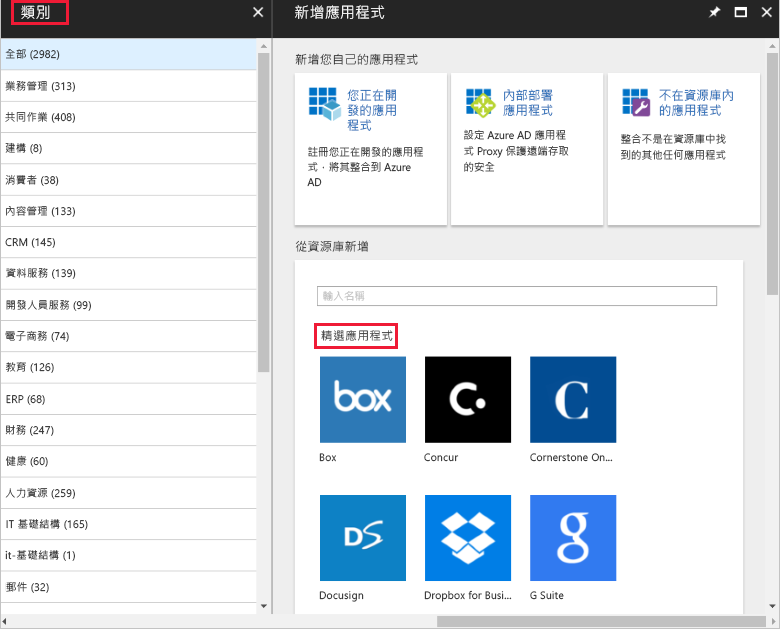 類別
全部 (2982)
業務管理 (313)
共同作業 (408)
建構 (8)
消費者 (38)
內容管理 (133)
CRM (145)
資料服務 (139)
開發人員服務 (99)
電子商務 (74)
教育 (126)
ERP (68)
財務 (247)
健康 (60)
人力資源 (259)
IT 基礎結構 (165)
it-基礎結構 (1)
郵件 (32)
新增應用程式
新增您自己的應用程式
您正在開
發的應用
程式
註冊您正在開發的應用程
式，將其整合到 Azure
AD
內部部署
應用程式
設定 Azure AD 應用程
式 Proxy 保護遠端存取
的安全
不在資源庫內
的應用程式
整合不是在資源庫中找
到的其他任何應用程式
從資源庫新增
輸入名稱
精選應用程式
box
Box
C
Concur
C
Cornerstone On...
DS
Docusign
Dropbox for Busi...
g
G Suite